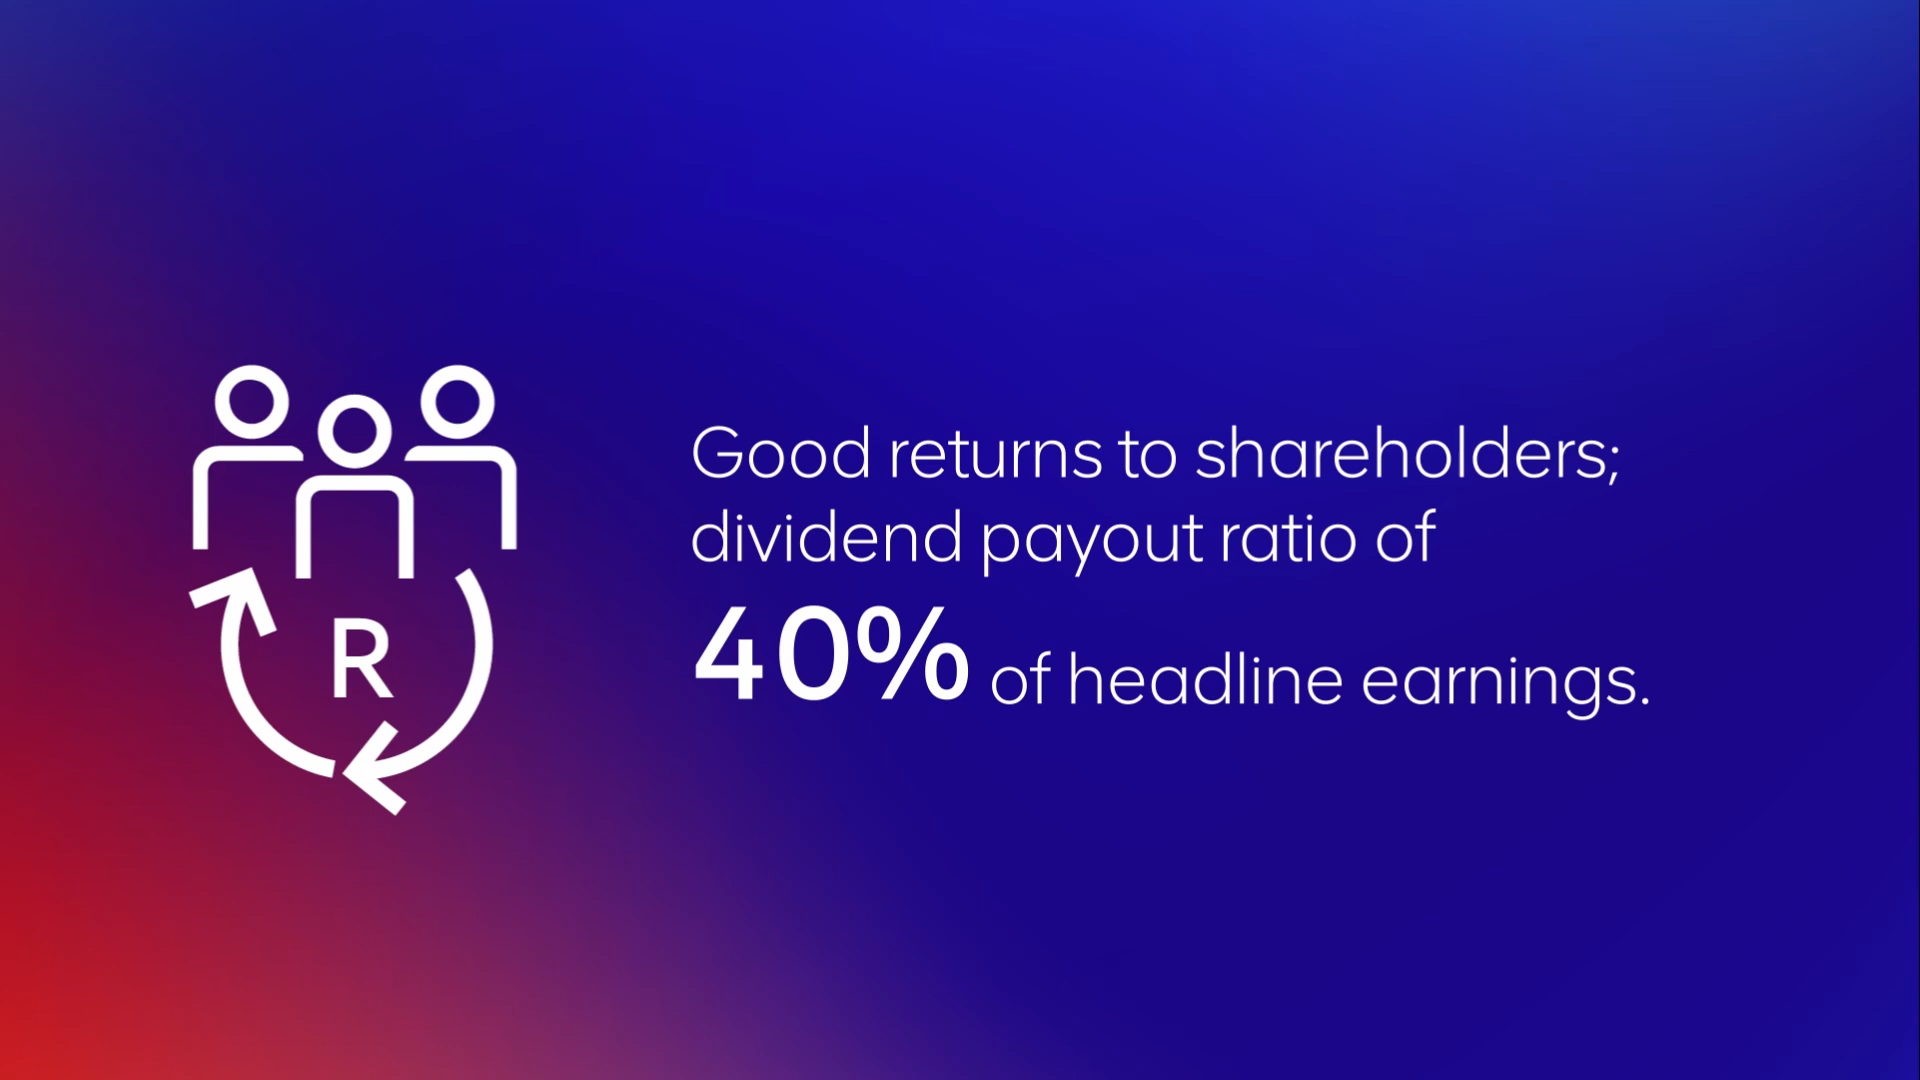 R
Good returns to shareholders;
dividend payout ratio of
40% of headline earnings.